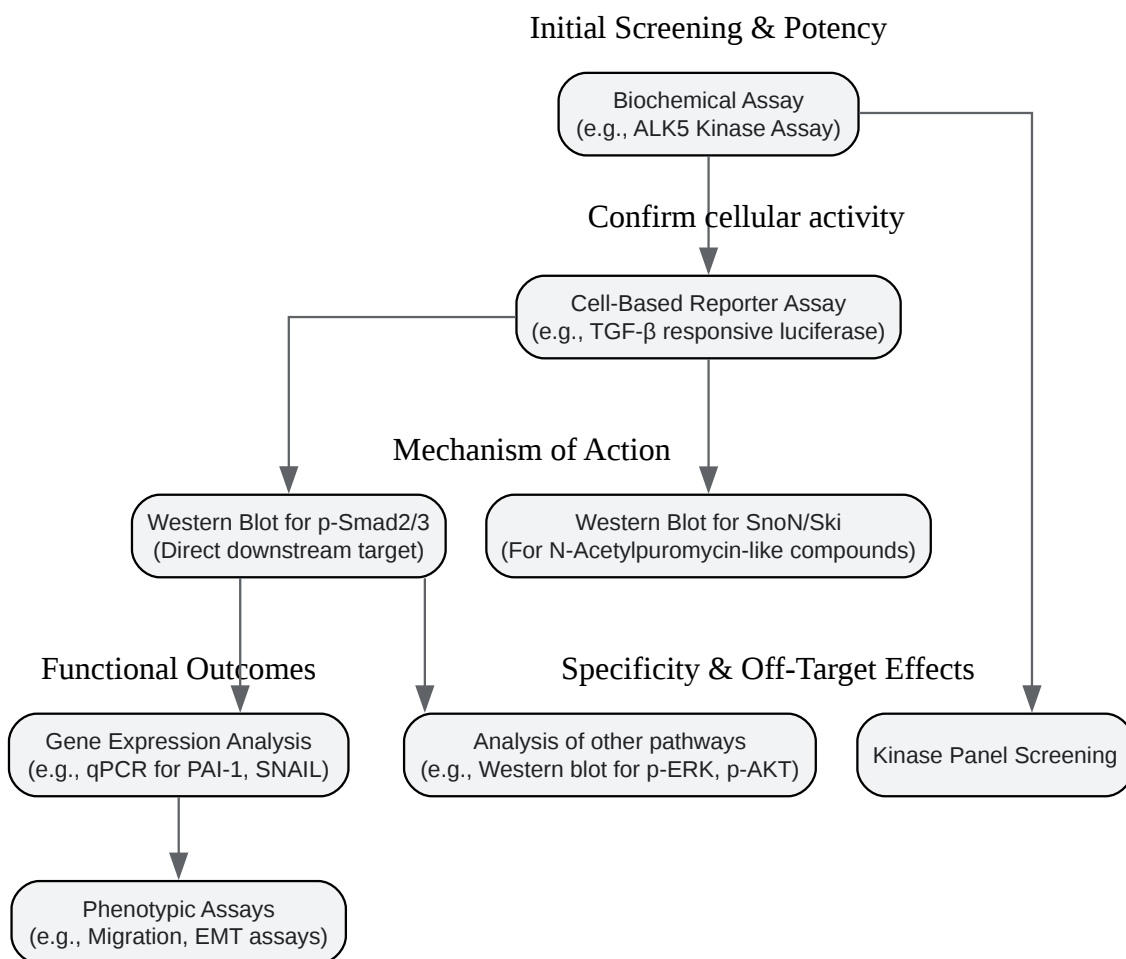 Initial Screening & Potency
Biochemical Assay
(e.g., ALK5 Kinase Assay)
Confirm cellular activity
Cell-Based Reporter Assay
(e.g., TGF-β responsive luciferase)
Mechanism of Action
Western Blot for p-Smad2/3
(Direct downstream target)
Western Blot for SnoN/Ski
(For N-Acetylpuromycin-like compounds)
Functional Outcomes
Specificity & Off-Target Effects
Gene Expression Analysis
(e.g., qPCR for PAI-1, SNAIL)
Analysis of other pathways
(e.g., Western blot for p-ERK, p-AKT)
Kinase Panel Screening
Phenotypic Assays
(e.g., Migration, EMT assays)